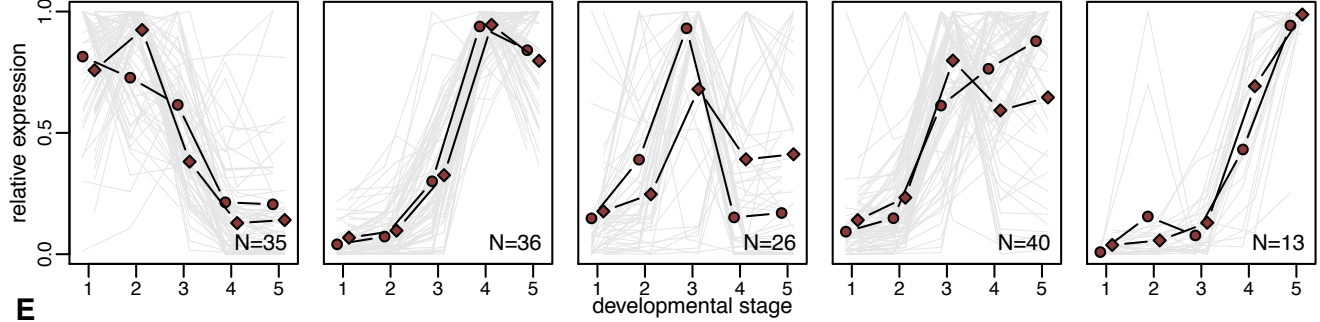 relative expression
1.0
0.5
0.0
N=35
N=36
N=26
N=40
N=13
1 2 3 4 5
1 2 3 4 5
1 2 3 4 5
1 2 3 4 5
1 2 3 4 5
developmental stage
E